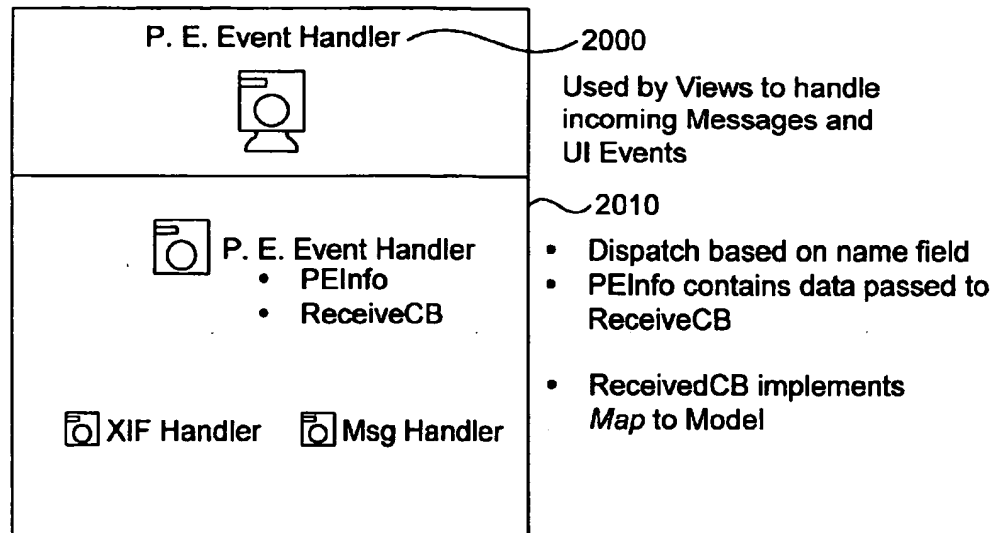 P. E. Event Handler
2000
Used by Views to handle
incoming Messages and
UI Events
2010
P. E. Event Handler
• PEInfo
• ReceiveCB
• Dispatch based on name field
• PEInfo contains data passed to
ReceiveCB
• ReceivedCB implements
Map to Model
XIF Handler
Msg Handler